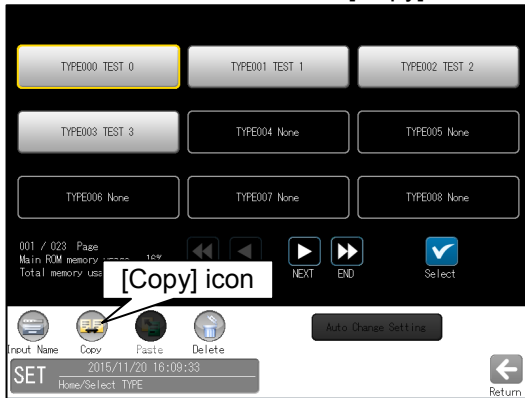 TYPE000 TEST 0
TYPE001 TEST 1
TYPE002 TEST 2
TYPE003 TEST 3
TYPE004 None
TYPE005 None
TYPE006 None
TYPE007 None
TYPE008 None
001 / 023 Page
Main ROM memory 16%
Total memory
NEXT
END
Select
[Copy] icon
Input Name
Copy
Paste
Delete
Auto Change Setting
SET
2015/11/20 16:09:33
Home/Select TYPE
Return